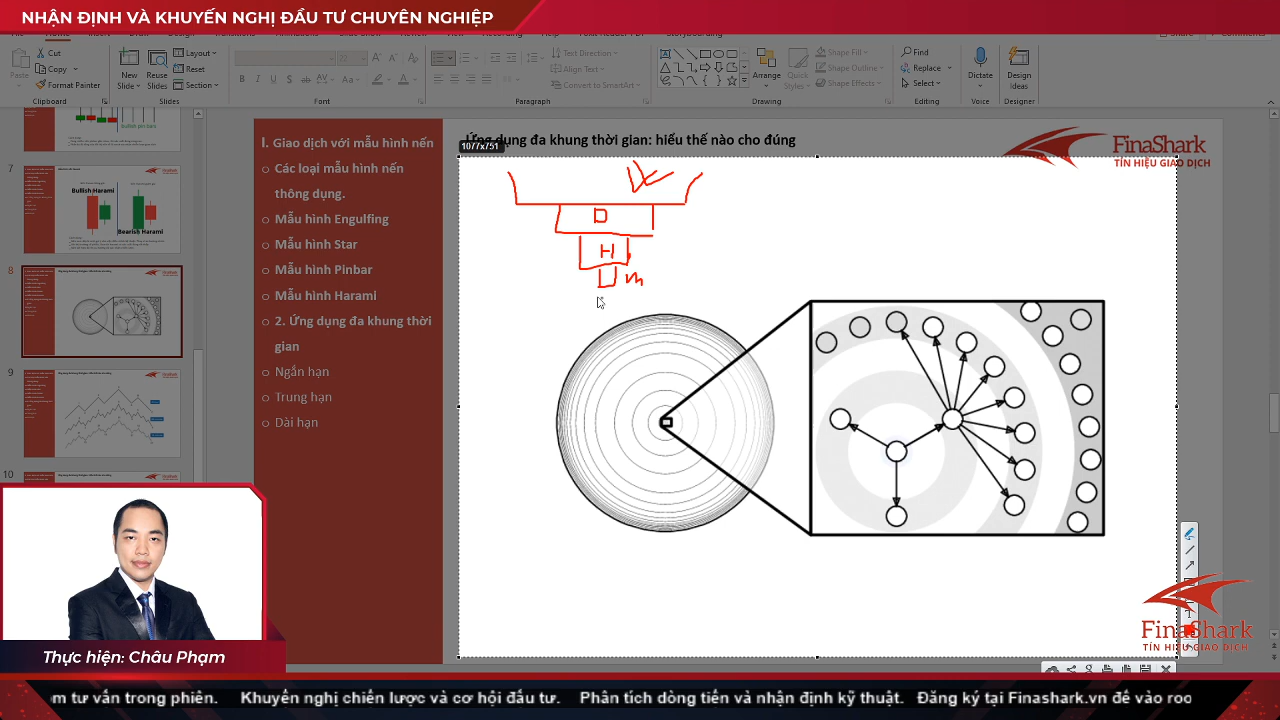 NHẬN ĐỊNH VÀ KHUYẾN NGHỊ ĐẦU TƯ CHUYÊN NGHIỆP
Cut
Copy
Format Painter
Paste
Clipboard
New
Slide
Reuse
Slides
Layout
Reset
Section
Slides
22
Font
Text Direction
Align Text
Convert to SmartArt
Paragraph
Arrange
Quick
Styles
Shape Fill
Shape Outline
Shape Effects
Drawing
Find
Replace
Select
Editing
Dictate
Voice
Design
Ideas
Designer
7
Bullish Harami
Bearish Harami
8
9
10
I. Giao dịch với mẫu hình nến
Các loại mẫu hình nến
thông dụng.
Mẫu hình Engulfing
Mẫu hình Star
Mẫu hình Pinbar
Mẫu hình Harami
2. Ứng dụng đa khung thời
gian
Ngắn hạn
Trung hạn
Dài hạn
Ứng dụng đa khung thời gian: hiểu thế nào cho đúng
1077x751
FinaShark
TÍN HIỆU GIAO DỊCH
W
D
H
m
FinaShark
TÍN HIỆU GIAO DỊCH
Thực hiện: Châu Phạm
tư vấn trong phiên. Khuyến nghị chiến lược và cơ hội đầu tư. Phân tích dòng tiền và nhận định kỹ thuật. Đăng ký tại Finashark.vn để vào